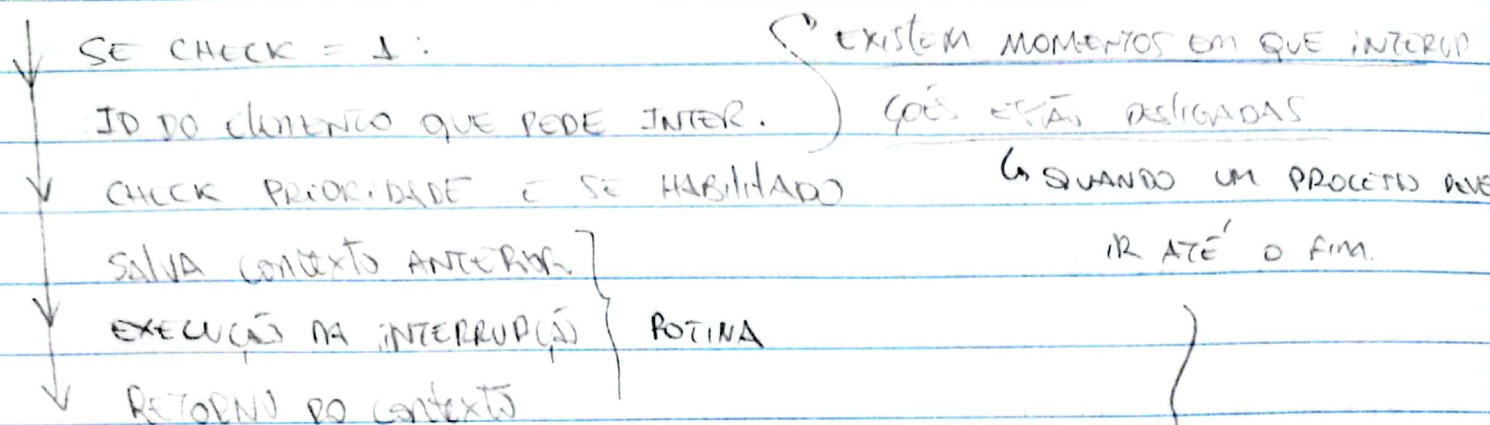 SE CHECK = 1:
EXISTEM MOMENTOS EM QUE INTERUP
ID DO ELEMENTO QUE PEDE INTER.
ÇÕES ESTÃO DESLIGADAS
CHECK PRIORIDADE E SE HABILITADO
↳ QUANDO UM PROCESSO DEVE
SALVA CONTEXTO ANTERIOR
IR ATÉ O FIM.
EXECUÇÃO DA INTERRUPÇÃO
ROTINA
RETORNO DO CONTEXTO